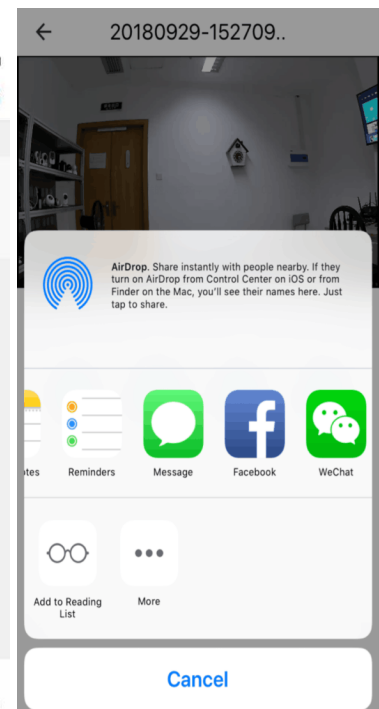 20180929-152709..
AirDrop. Share instantly with people nearby. If they
turn on AirDrop from Control Center on iOS or from
Finder on the Mac, you'll see their names here. Just
tap to share.
otes
Reminders
Message
Facebook
WeChat
Add to Reading
List
More
Cancel